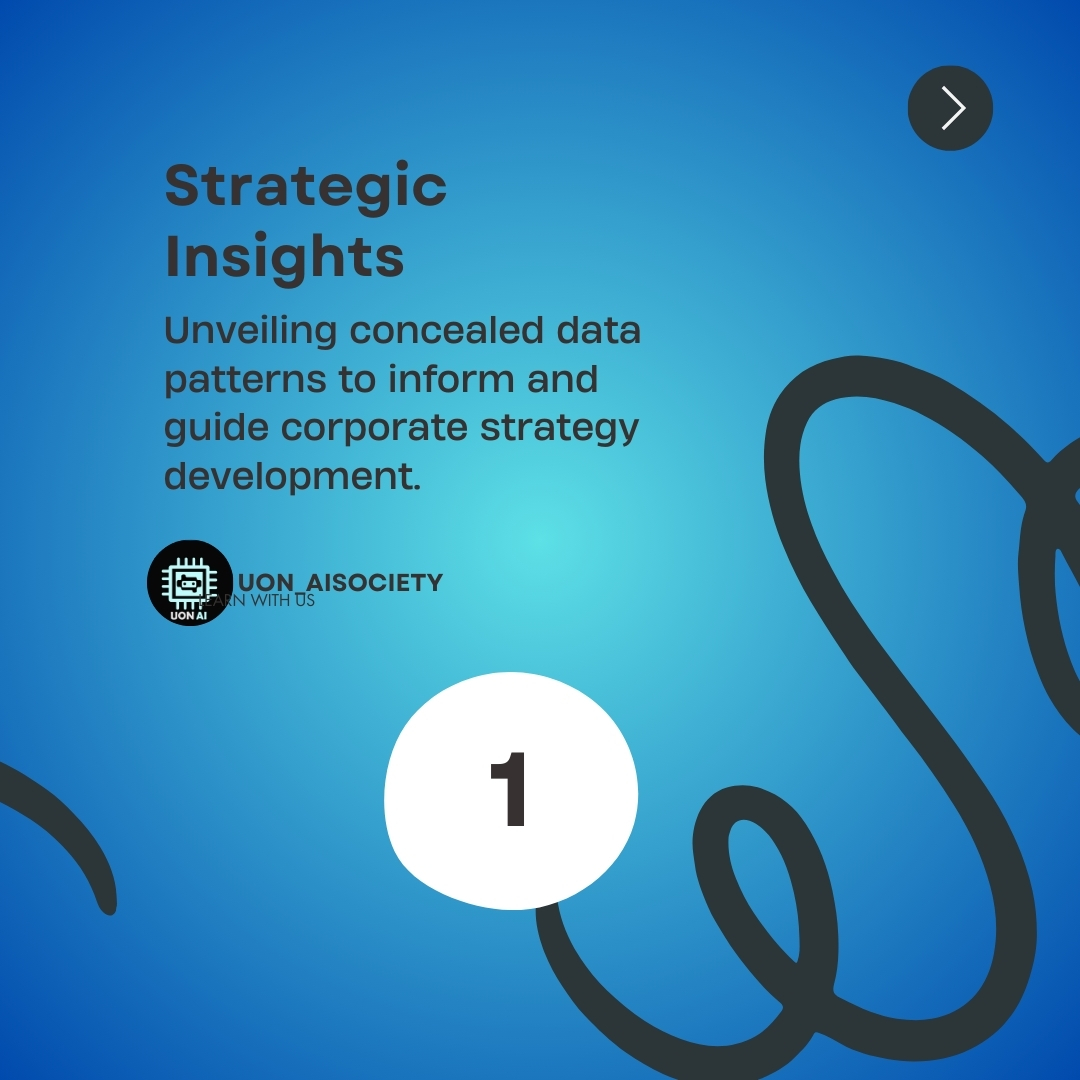 Strategic
Insights
Unveiling concealed data
patterns to inform and
guide corporate strategy
development.
UON_AISOCIETY
LEARN WITH US
UON AI
1